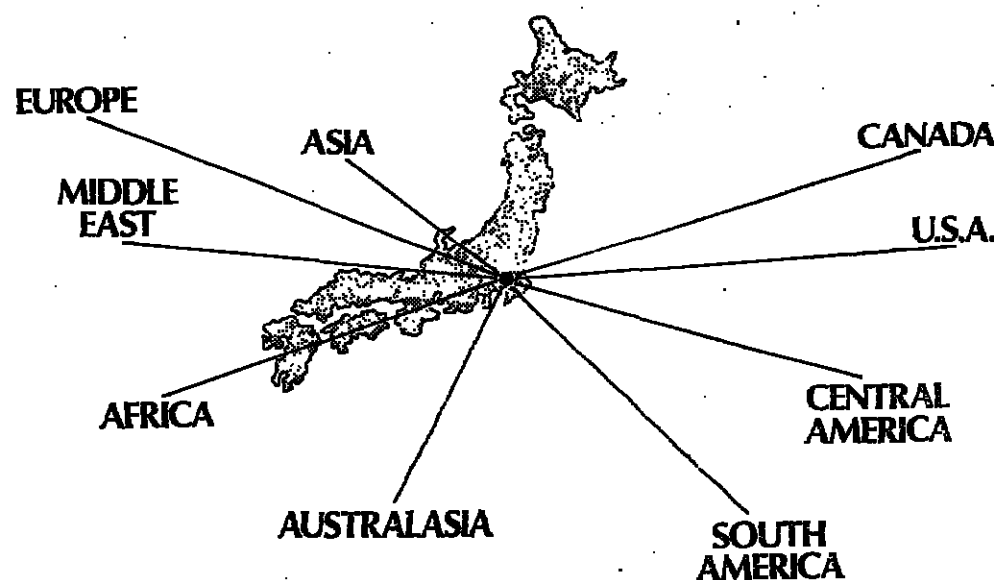 EUROPE
ASIA
CANADA
MIDDLE
EAST
U.S.A.
AFRICA
CENTRAL
AMERICA
AUSTRALASIA
SOUTH
AMERICA